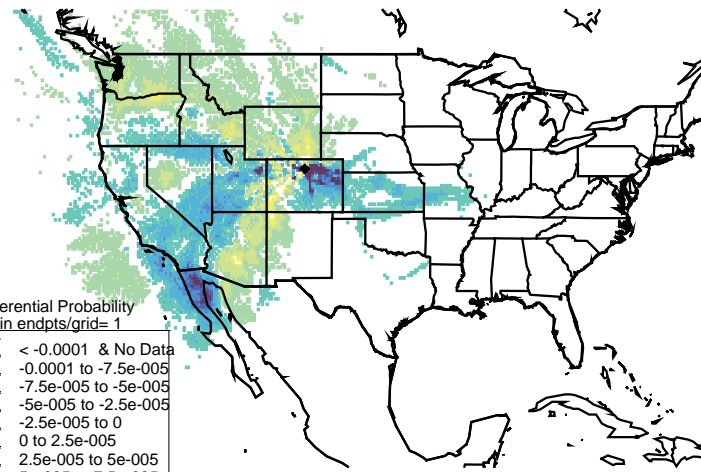 erential Probability
in endpts/grid= 1
< -0.0001 & No Data
-0.0001 to -7.5e-005
-7.5e-005 to -5e-005
-5e-005 to -2.5e-005
-2.5e-005 to 0
0 to 2.5e-005
2.5e-005 to 5e-005